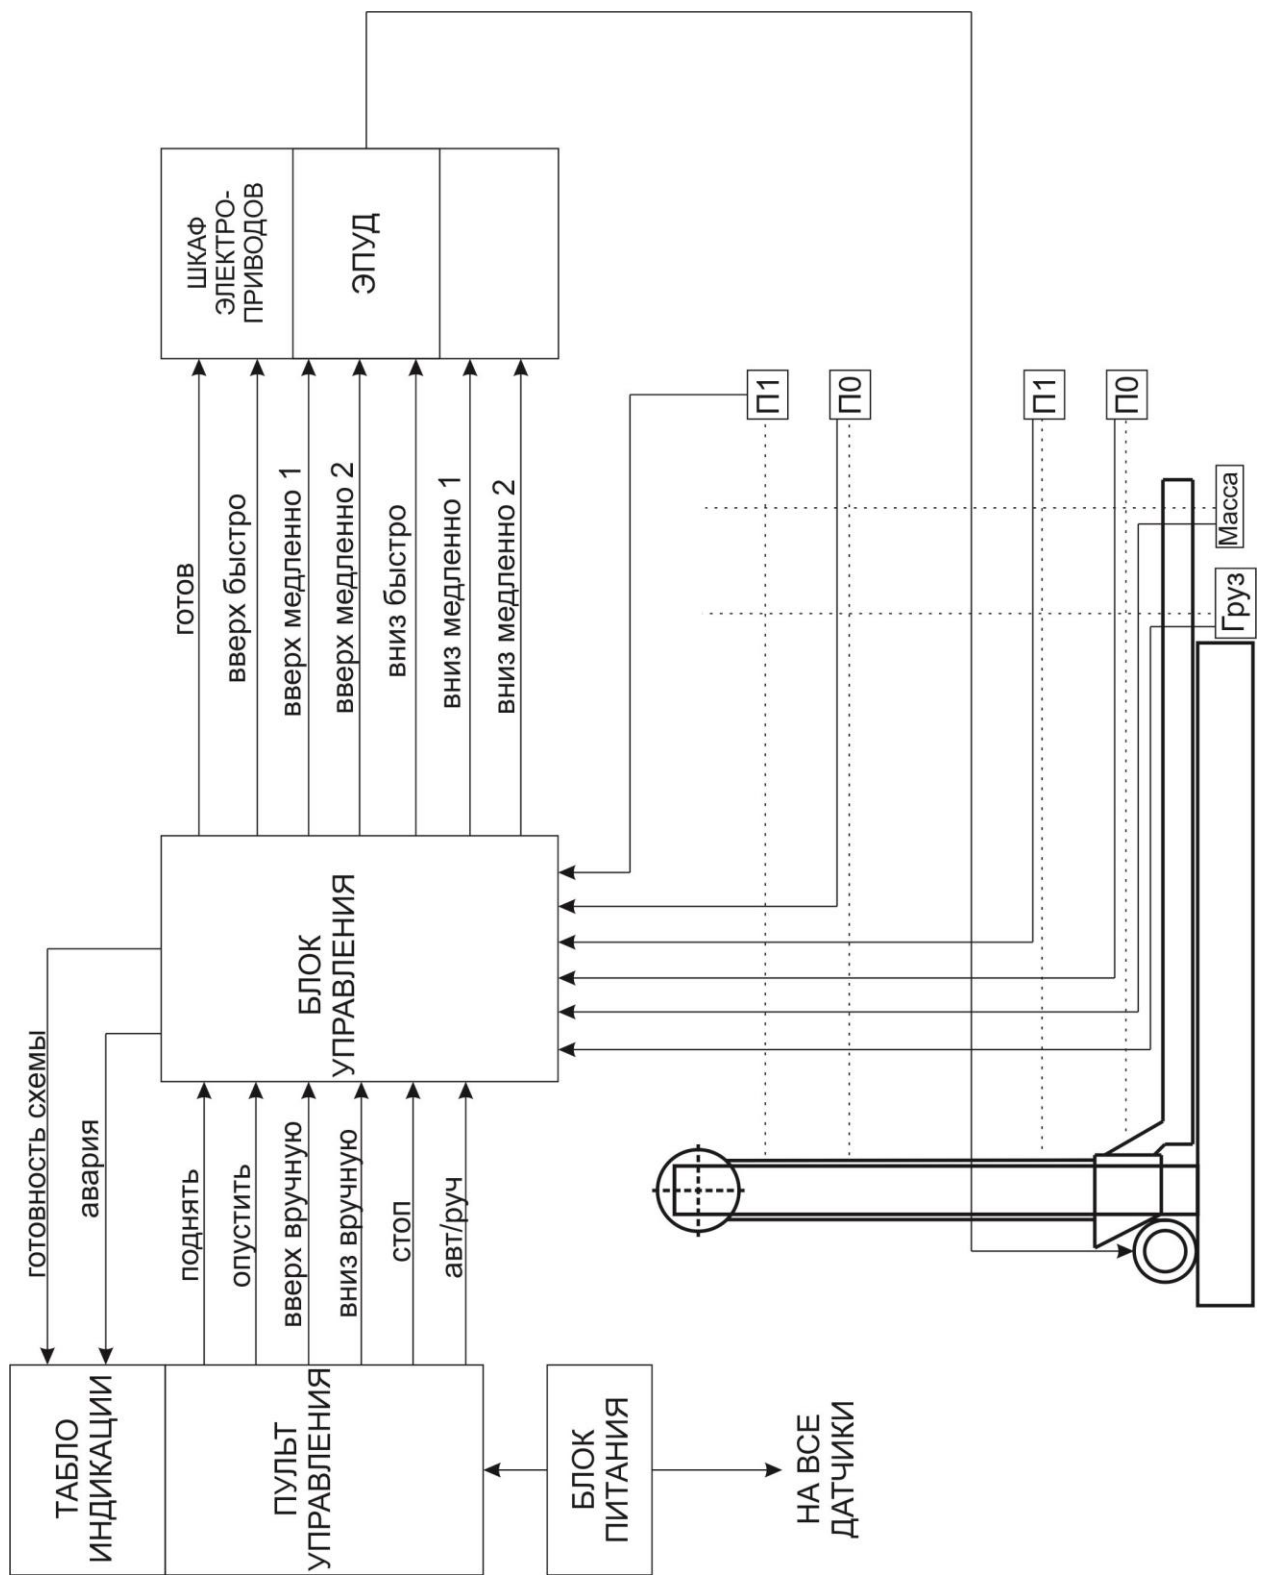 ТАБЛО
ИНДИКАЦИИ
ПУЛЬТ
УПРАВЛЕНИЯ
БЛОК
ПИТАНИЯ
НА ВСЕ
ДАТЧИКИ
готовность схемы
авария
поднять
опустить
вверх вручную
вниз вручную
стоп
авт/руч
БЛОК
УПРАВЛЕНИЯ
готов
вверх быстро
вверх медленно 1
вверх медленно 2
вниз быстро
вниз медленно 1
вниз медленно 2
ШКАФ
ЭЛЕКТРО-
ПРИВОДОВ
ЭПУД
П1
П0
П1
П0
Масса
Груз